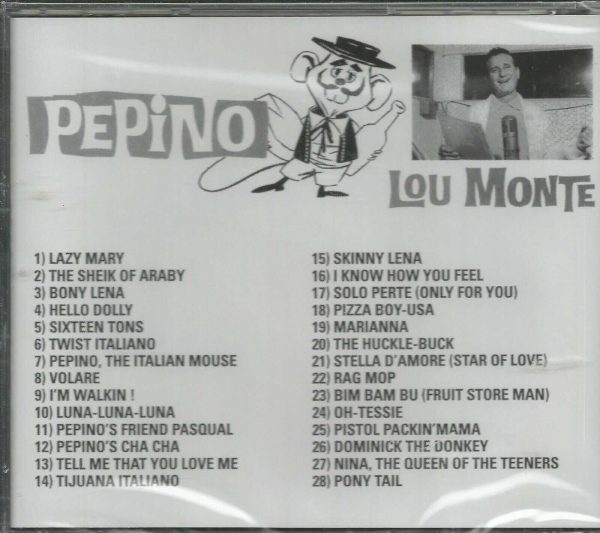 PEPINO
LOU MONTE
1) LAZY MARY
2) THE SHEIK OF ARABY
3) BONY LENA
4) HELLO DOLLY
5) SIXTEEN TONS
6) TWIST ITALIANO
7) PEPINO, THE ITALIAN MOUSE
8) VOLARE
9) I'M WALKIN !
10) LUNA-LUNA-LUNA
11) PEPINO'S FRIEND PASQUAL
12) PEPINO'S CHA CHA
13) TELL ME THAT YOU LOVE ME
14) TIJUANA ITALIANO
15) SKINNY LENA
16) I KNOW HOW YOU FEEL
17) SOLO PERTE (ONLY FOR YOU)
18) PIZZA BOY-USA
19) MARIANNA
20) THE HUCKLE-BUCK
21) STELLA D'AMORE (STAR OF LOVE)
22) RAG MOP
23) BIM BAM BU (FRUIT STORE MAN)
24) OH-TESSIE
25) PISTOL PACKIN'MAMA
26) DOMINICK THE DONKEY
27) NINA, THE QUEEN OF THE TEENERS
28) PONY TAIL